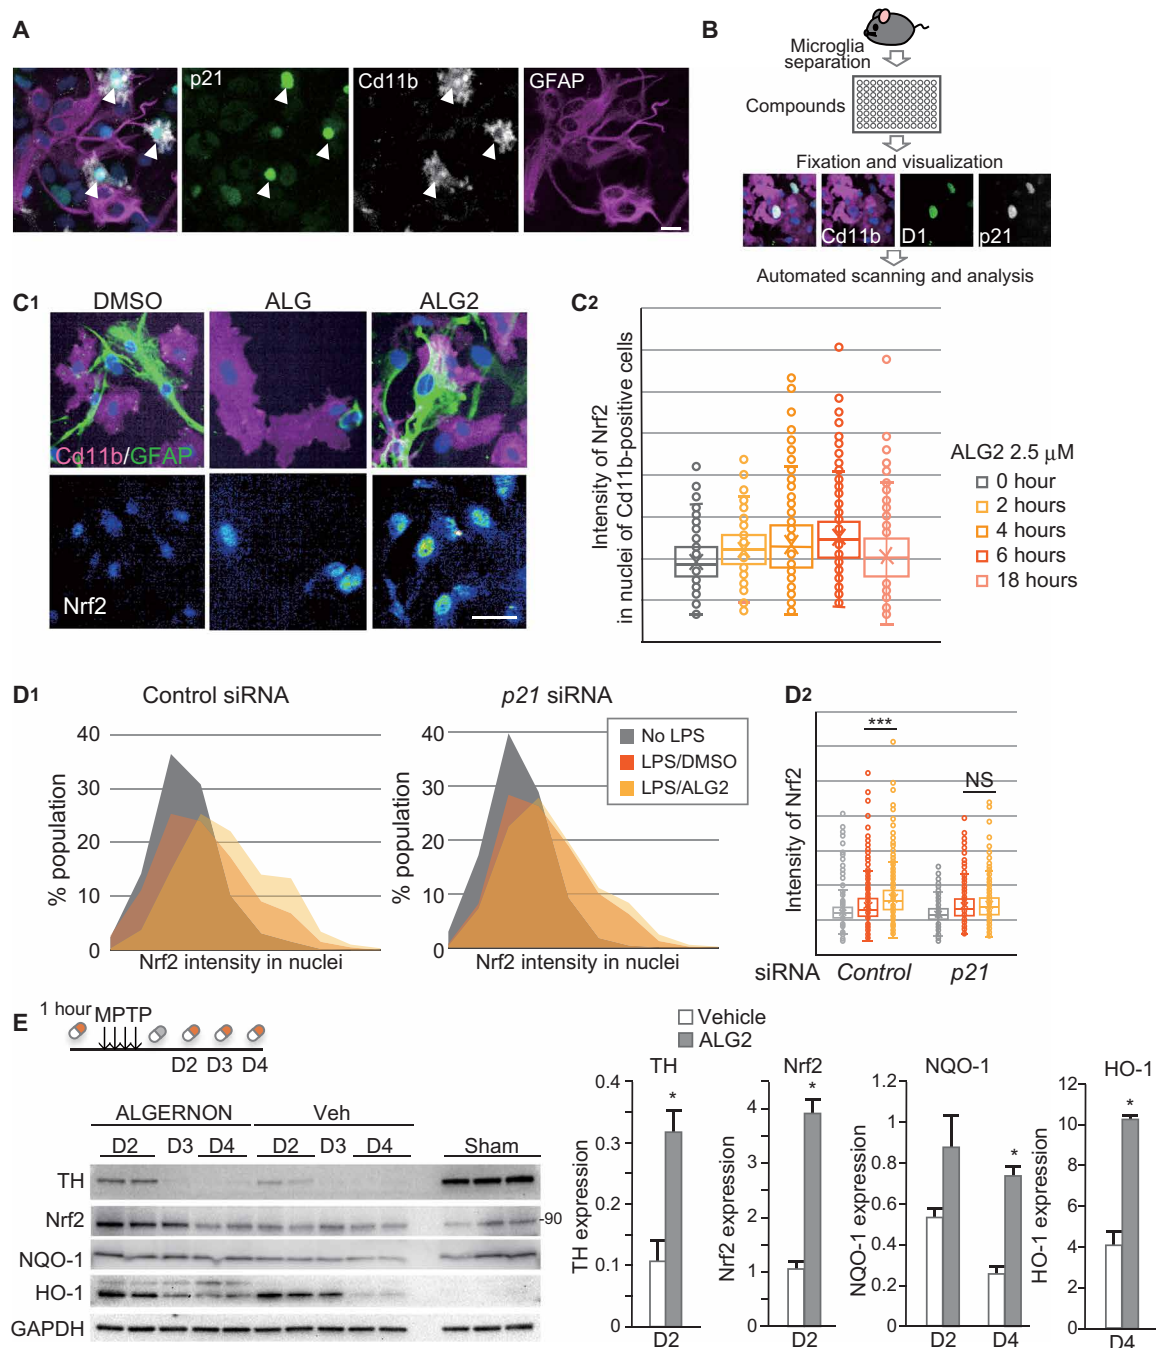 A
p21
Cd11b
GFAP
B
Microglia
separation
Compounds
Fixation and visualization
Cd11b
D1
p21
Automated scanning and analysis
C1
DMSO
ALG
ALG2
Cd11b/GFAP
Nrf2
C2
Intensity of Nrf2
in nuclei of Cd11b-positive cells
ALG2 2.5 μM
0 hour
2 hours
4 hours
6 hours
18 hours
D1
Control siRNA
% population
40
30
20
10
0
Nrf2 intensity in nuclei
p21 siRNA
% population
40
30
20
10
0
Nrf2 intensity in nuclei
No LPS
LPS/DMSO
LPS/ALG2
D2
Intensity of Nrf2
***
NS
siRNA Control p21
E
1 hour MPTP
D2 D3 D4
ALGERNON Veh
D2 D3 D4 D2 D3 D4 Sham
TH
Nrf2
-90
NQO-1
HO-1
GAPDH
Vehicle
ALG2
TH
TH expression
0.4
0.3
0.2
0.1
0
*
D2
Nrf2
Nrf2 expression
4
3
2
1
0
*
D2
NQO-1
NQO-1 expression
1.2
1
0.8
0.6
0.4
0.2
0
*
D2 D4
HO-1
HO-1 expression
12
10
8
6
4
2
0
*
D4